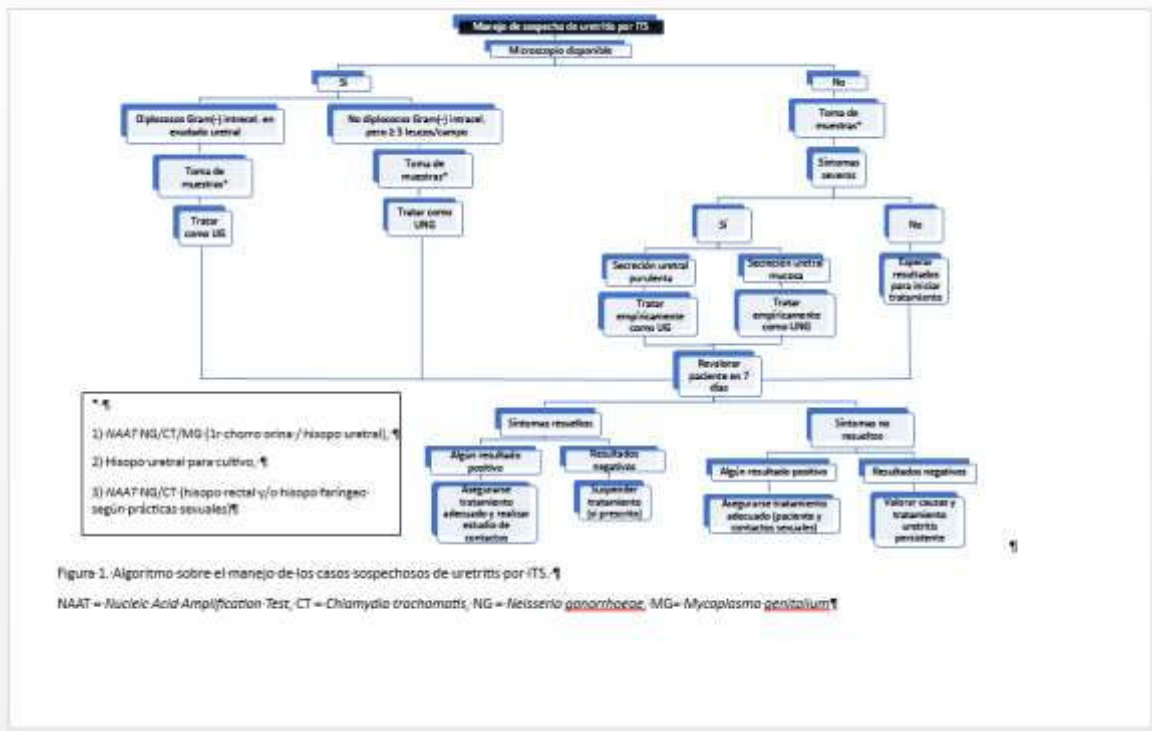 Manejo de sospecha de uretritis por ITS
Microscopio disponible
Sí
No
Diplococos Gram(-) intracel. en
exudado uretral
No diplococos Gram(-) intracel,
pero ≥ 5 leucos/campo
Toma de
muestras*
Toma de
muestras*
Toma de
muestras*
Tratar
como UG
Tratar como
UNG
Síntomas
severos
Sí
No
Secreción uretral
purulenta
Secreción uretral
mucosa
Esperar
resultados
para iniciar
tratamiento
Tratar
empíricamente
como UG
Tratar
empíricamente
como UNG
Revalorar
paciente en 7
días
* ¶
1) NAAT NG/CT/MG (1r chorro orina / hisopo uretral), ¶
2) Hisopo uretral para cultivo, ¶
3) NAAT NG/CT (hisopo rectal y/o hisopo faríngeo
según prácticas sexuales)¶
Síntomas resueltos
Síntomas no
resueltos
Algún resultado
positivo
Resultados
negativos
Algún resultado positivo
Resultados negativos
Asegurarse
tratamiento
adecuado y realizar
estudio de
contactos
Suspender
tratamiento
(si prescrito)
Asegurarse tratamiento
adecuado (paciente y
contactos sexuales)
Valorar causas y
tratamiento
uretritis
persistente
¶
Figura 1. Algoritmo sobre el manejo de los casos sospechosos de uretritis por ITS. ¶
NAAT = Nucleic Acid Amplification Test, CT = Chlamydia trachomatis, NG = Neisseria gonorrhoeae, MG= Mycoplasma genitalium¶